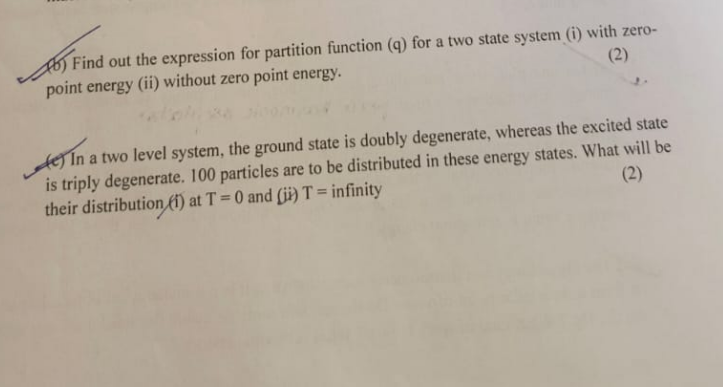 (b) Find out the expression for partition function (q) for a two state system (i) with zero-
point energy (ii) without zero point energy. (2)
(c) In a two level system, the ground state is doubly degenerate, whereas the excited state
is triply degenerate. 100 particles are to be distributed in these energy states. What will be
their distribution (i) at T = 0 and (ii) T = infinity (2)